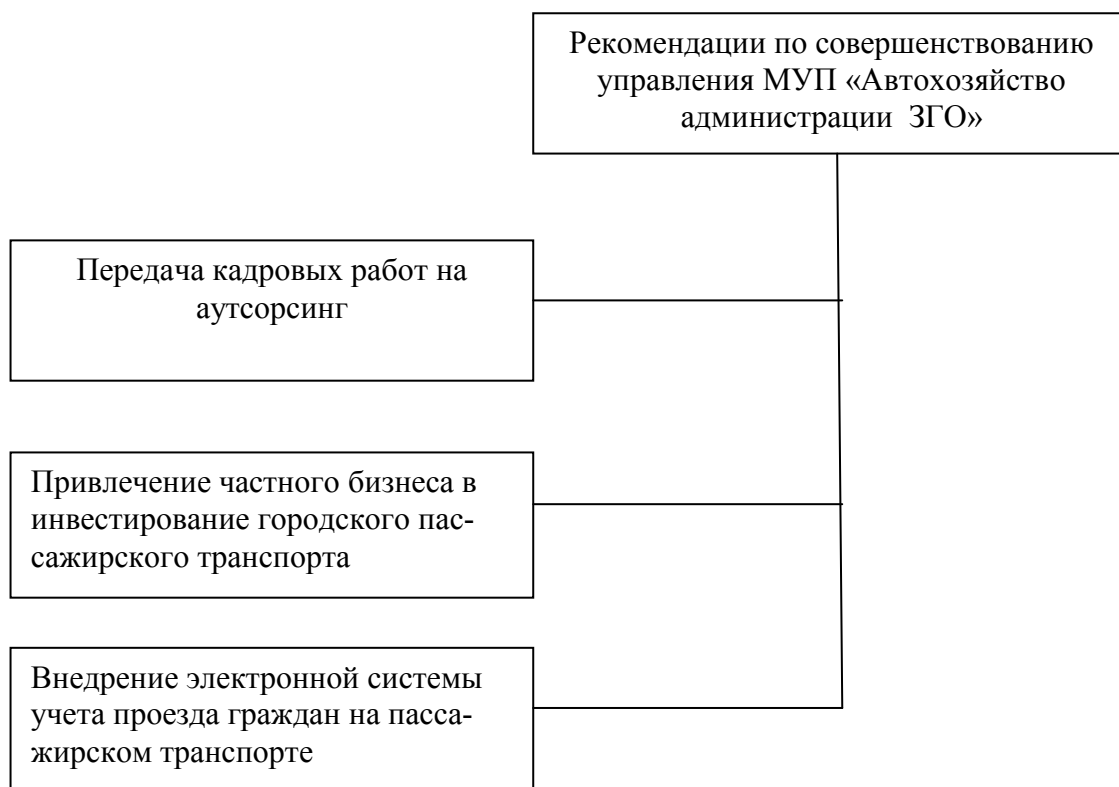 Рекомендации по совершенствованию
управления МУП «Автохозяйство
администрации ЗГО»
Передача кадровых работ на
аутсорсинг
Привлечение частного бизнеса в
инвестирование городского пас-
сажирского транспорта
Внедрение электронной системы
учета проезда граждан на пасса-
жирском транспорте